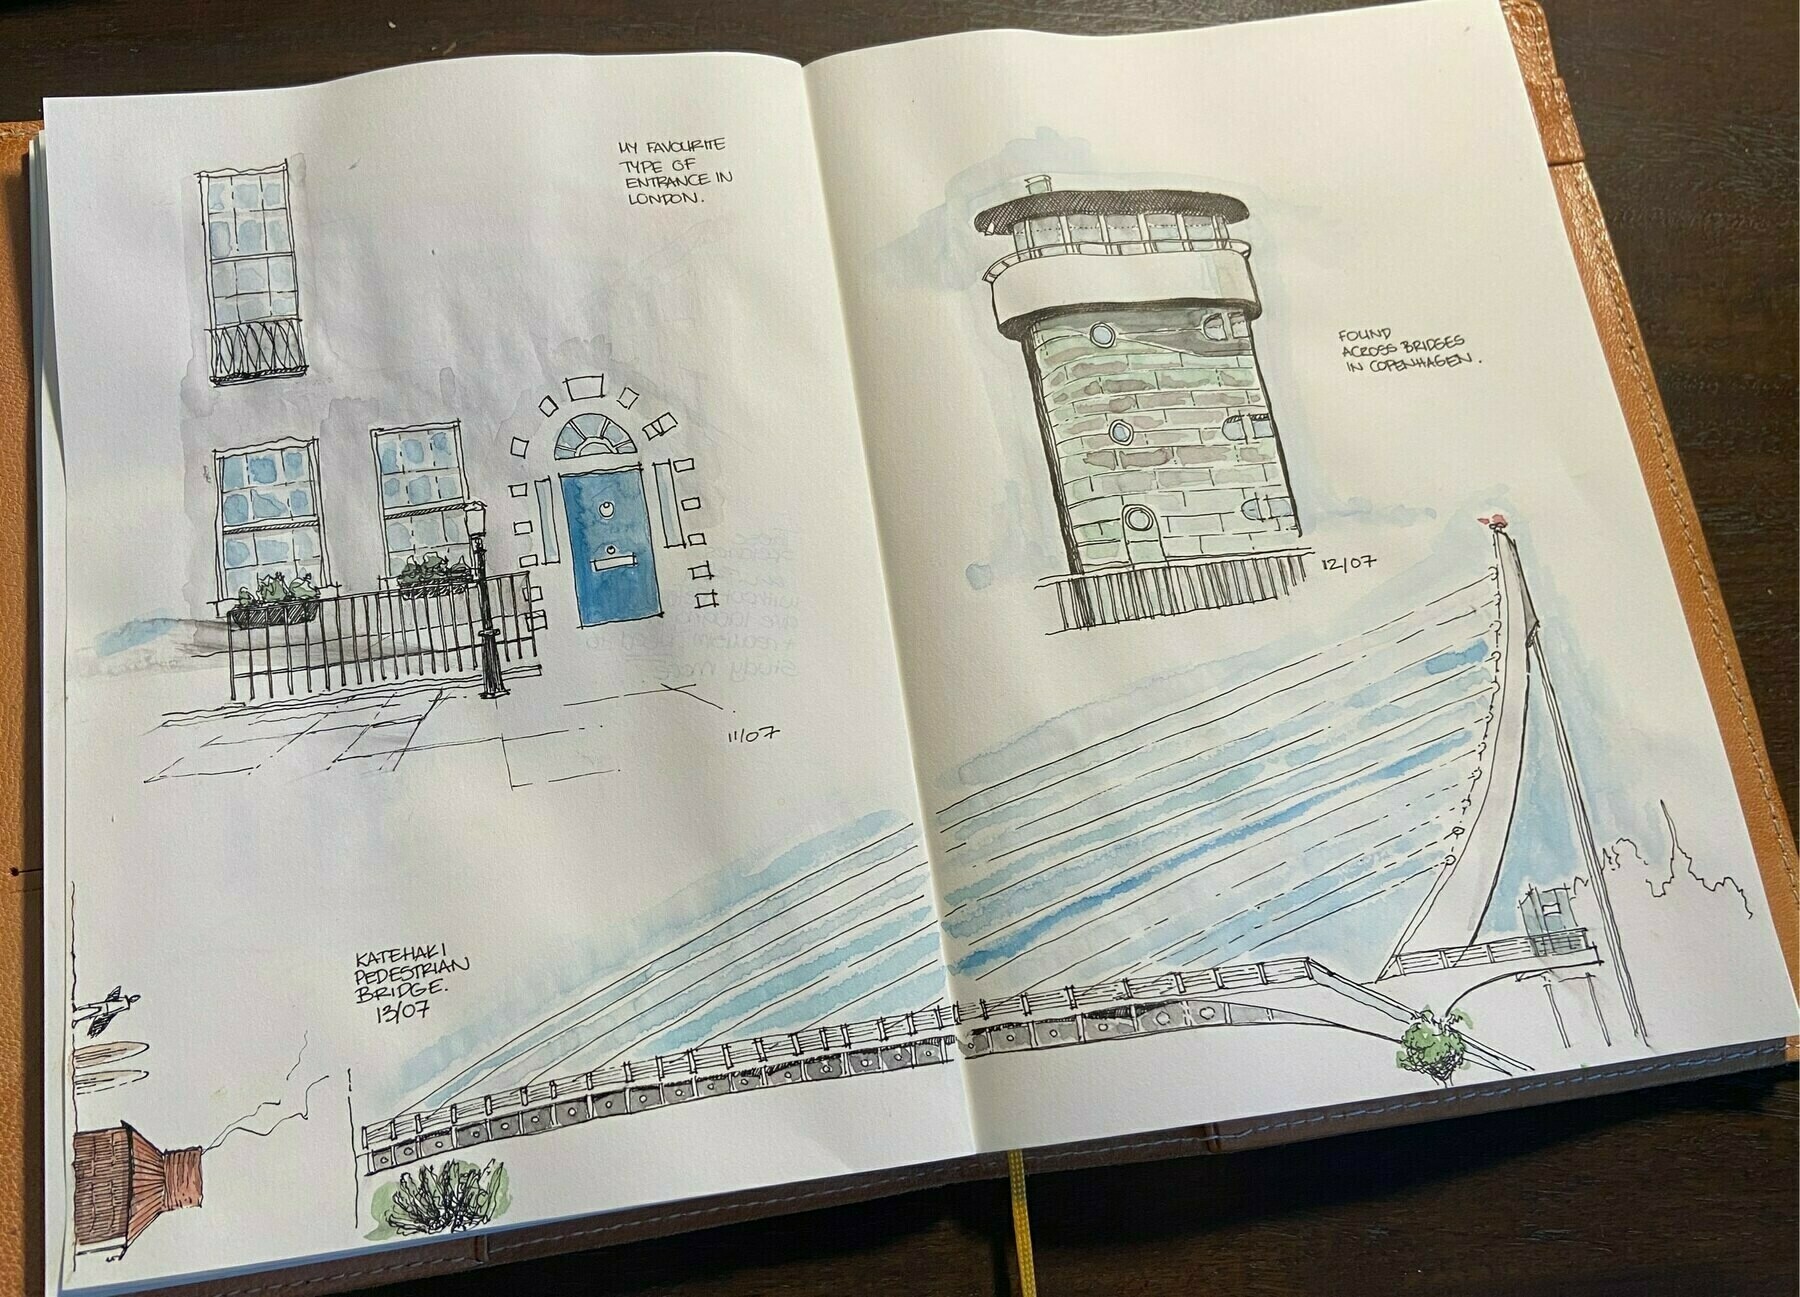 MY FAVOURITE
TYPE OF
ENTRANCE IN
LONDON.
11/07
FOUND
ACROSS BRIDGES
IN COPENHAGEN.
12/07
KATEHAKI
PEDESTRIAN
BRIDGE.
13/07